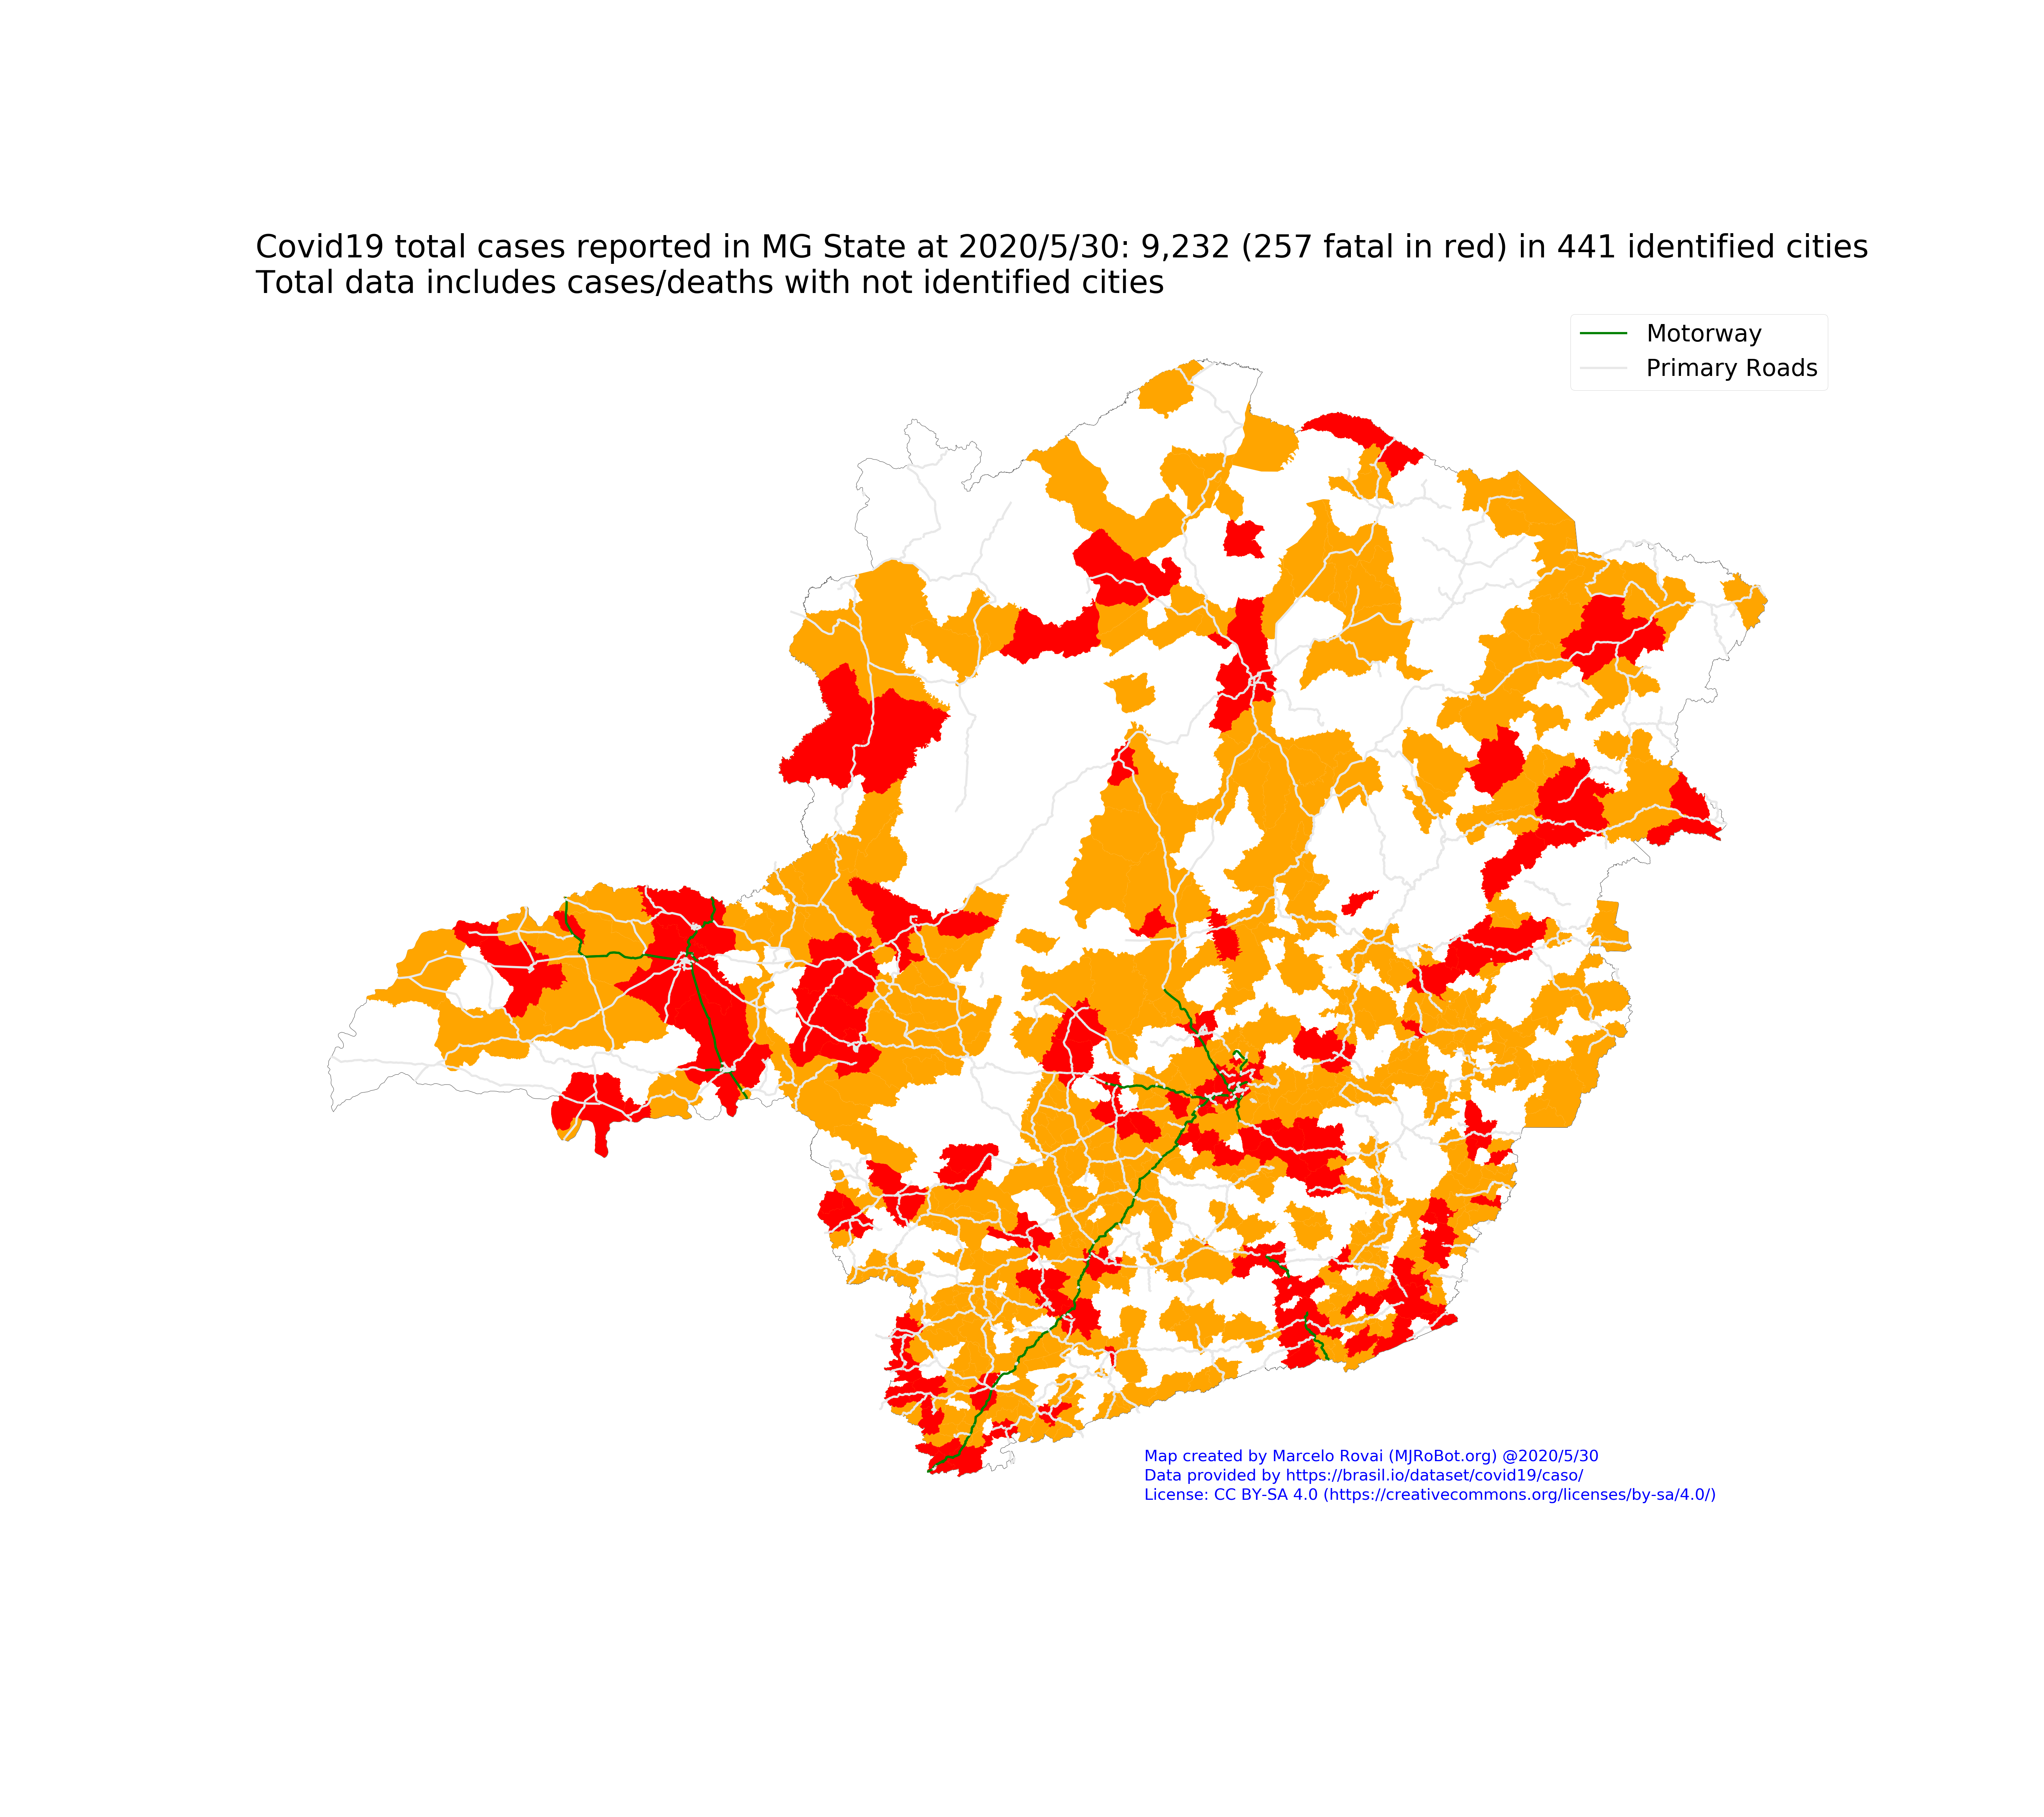 Covid19 total cases reported in MG State at 2020/5/30: 9,232 (257 fatal in red) in 441 identified cities
Total data includes cases/deaths with not identified cities
Motorway
Primary Roads
Map created by Marcelo Rovai (MJRoBot.org) @2020/5/30
Data provided by https://brasil.io/dataset/covid19/caso/
License: CC BY-SA 4.0 (https://creativecommons.org/licenses/by-sa/4.0/)